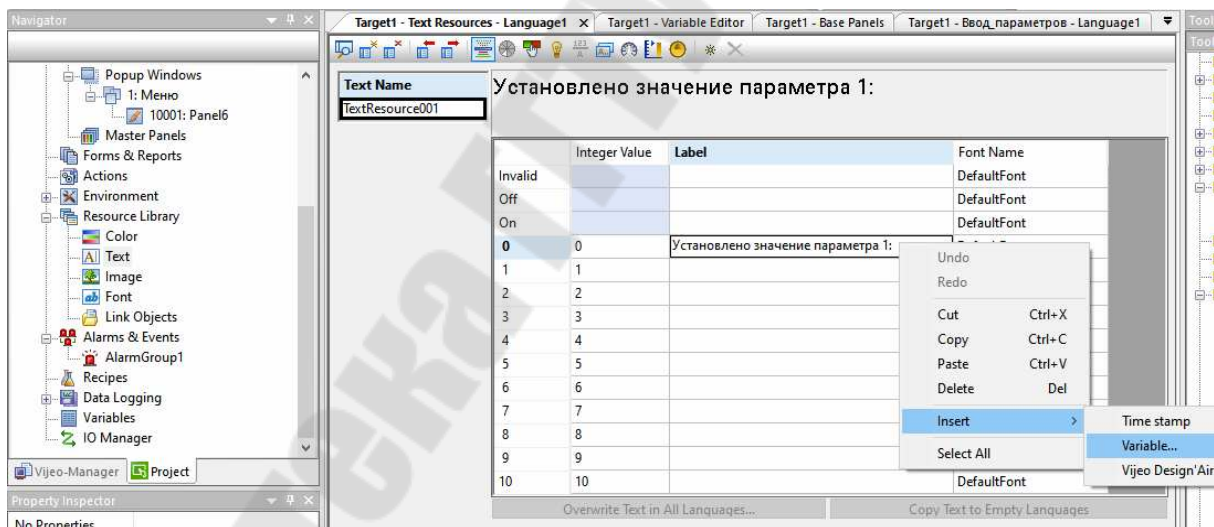 Navigator
Target1 - Text Resources - Language1
Target1 - Variable Editor
Target1 - Base Panels
Target1 - Ввод_параметров - Language1
Popup Windows
1: Меню
10001: Panel6
Master Panels
Forms & Reports
Actions
Environment
Resource Library
Color
Text
Image
Font
Link Objects
Alarms & Events
AlarmGroup1
Recipes
Data Logging
Variables
IO Manager
Vijeo-Manager Project
Property Inspector
No Properties
Text Name
TextResource001
Установлено значение параметра 1:
Integer Value Label Font Name
Invalid DefaultFont
Off DefaultFont
On DefaultFont
0 0 Установлено значение параметра 1:
1 1
2 2
3 3
4 4
5 5
6 6
7 7
8 8
9 9
10 10 DefaultFont
Undo
Redo
Cut Ctrl+X
Copy Ctrl+C
Paste Ctrl+V
Delete Del
Insert
Select All
Time stamp
Variable...
Vijeo Design'Air
Overwrite Text in All Languages...
Copy Text to Empty Languages